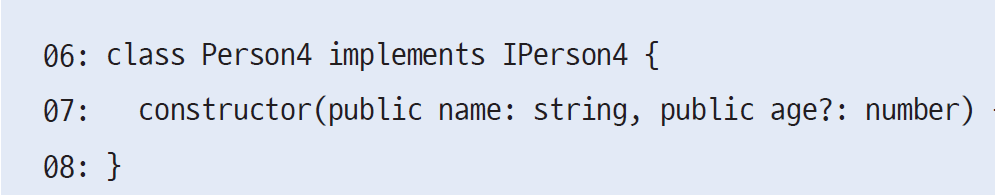 06: class Person4 implements IPerson4 {
07:   constructor(public name: string, public age?: number)
08: }